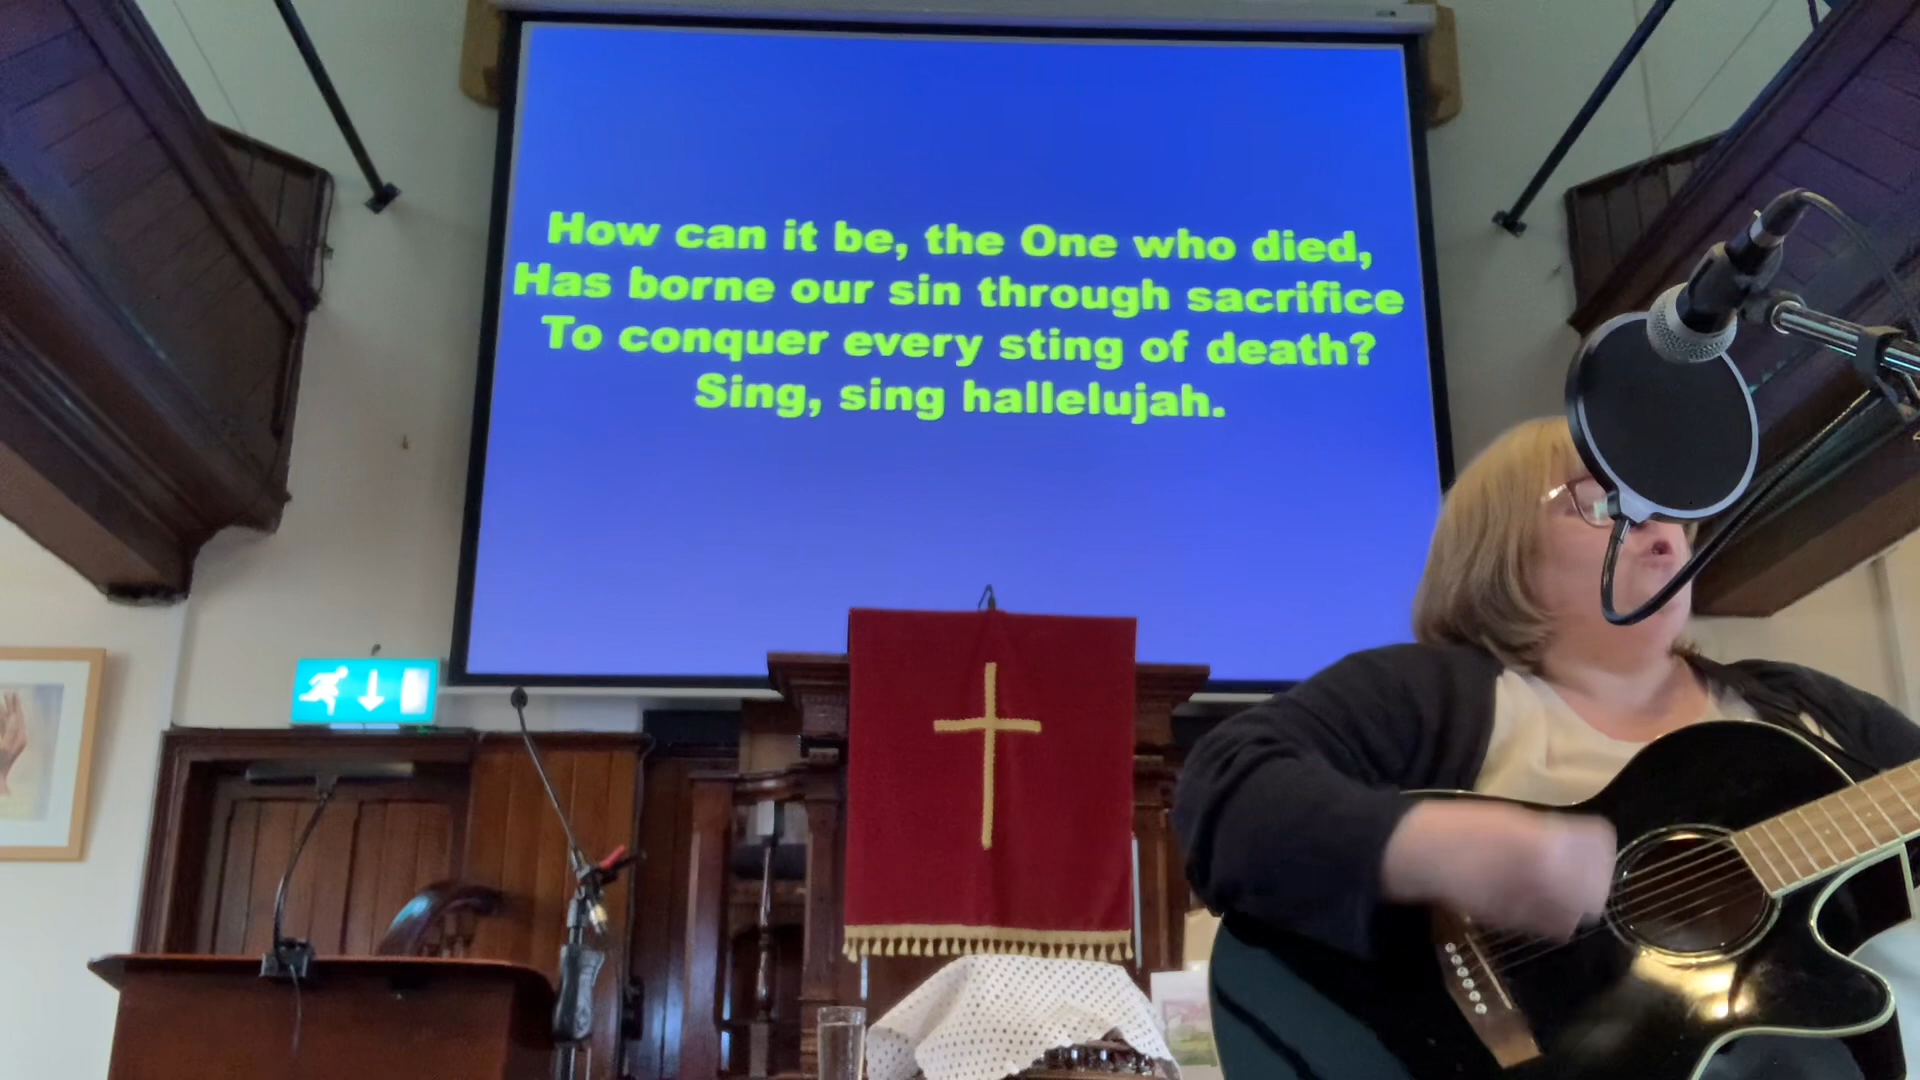 How can it be, the One who died,
Has borne our sin through sacrifice
To conquer every sting of death?
Sing, sing hallelujah.